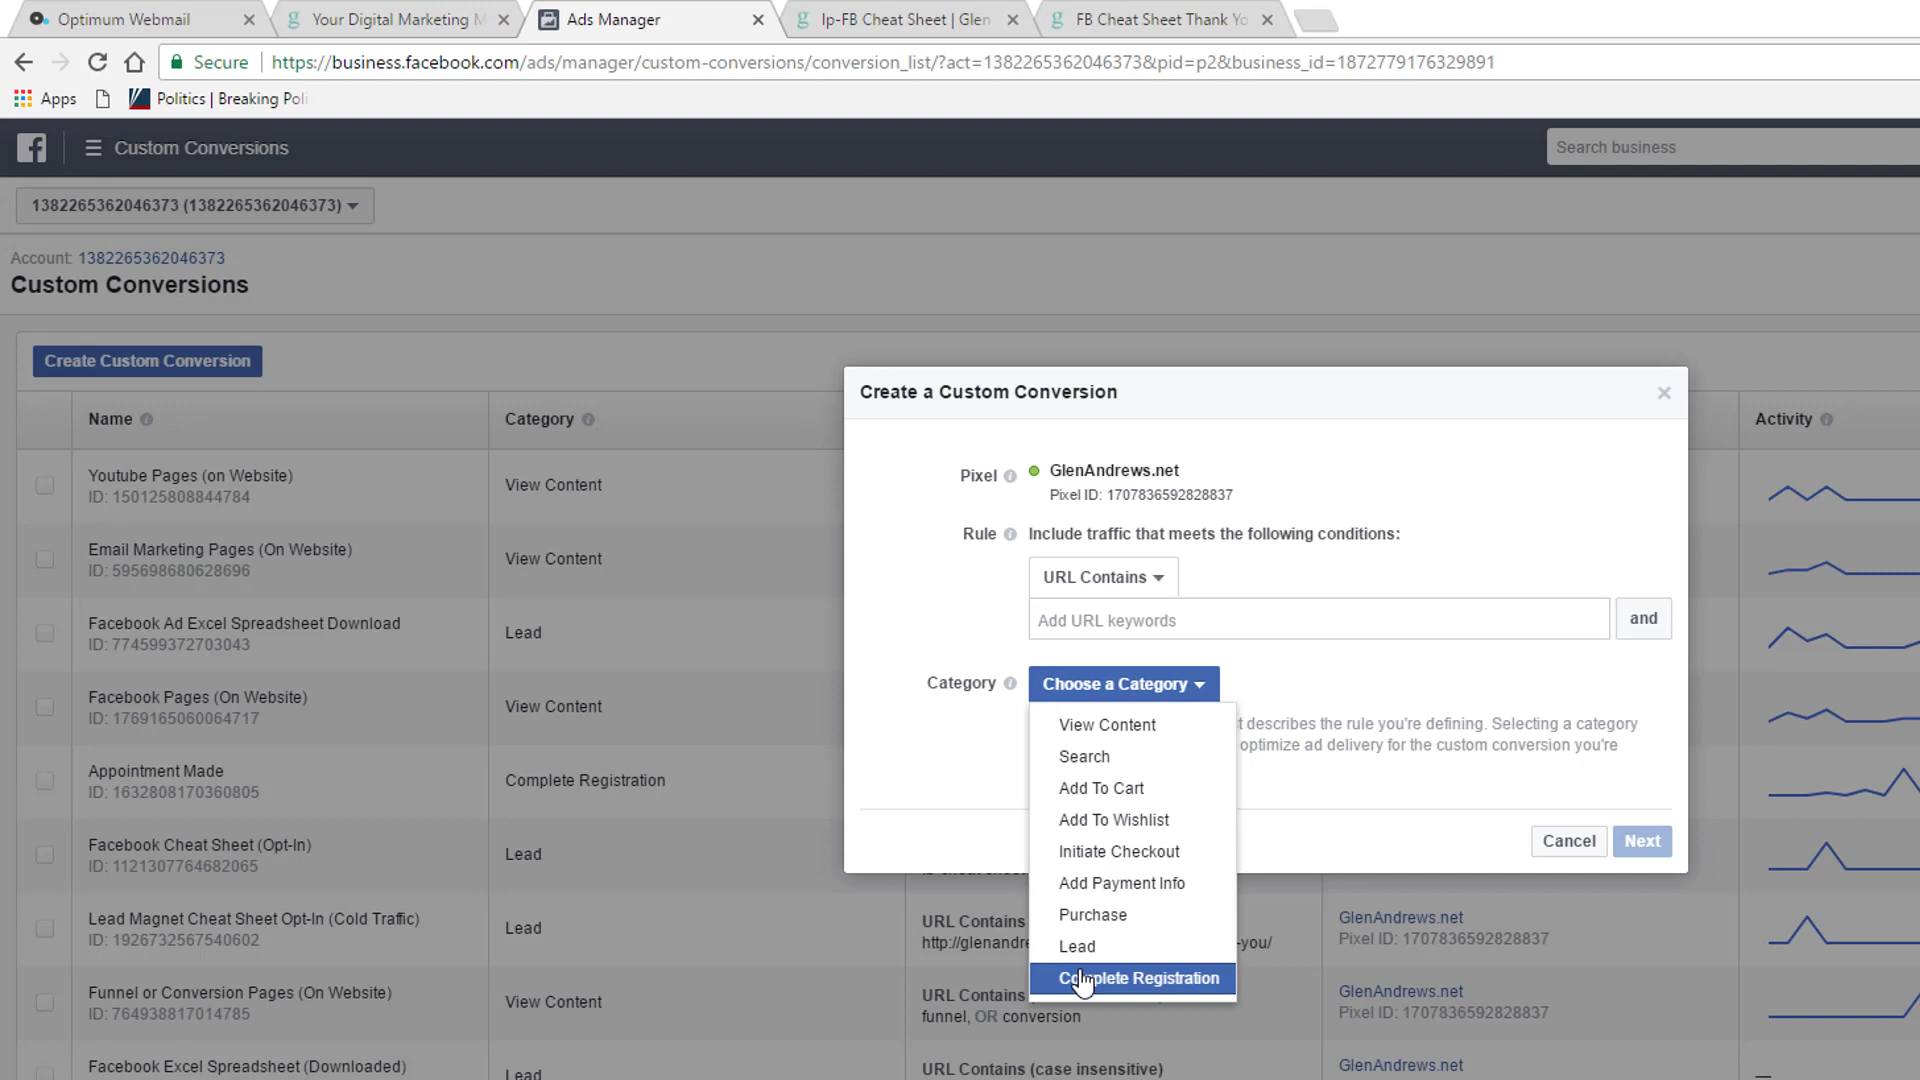 Optimum Webmail
Your Digital Marketing M
Ads Manager
lp-FB Cheat Sheet | Glen
FB Cheat Sheet Thank Yo
Secure
https://business.facebook.com/ads/manager/custom-conversions/conversion_list/?act=1382265362046373&pid=p2&business_id=1872779176329891
Apps
Politics | Breaking Poli
Custom Conversions
Search business
1382265362046373 (1382265362046373)
Account: 1382265362046373
Custom Conversions
Create Custom Conversion
Name
Category
Activity
Youtube Pages (on Website)
ID: 150125808844784
View Content
Email Marketing Pages (On Website)
ID: 595698680628696
View Content
Facebook Ad Excel Spreadsheet Download
ID: 774599372703043
Lead
Facebook Pages (On Website)
ID: 1769165060064717
View Content
Appointment Made
ID: 1632808170360805
Complete Registration
Facebook Cheat Sheet (Opt-In)
ID: 1121307764682065
Lead
Lead Magnet Cheat Sheet Opt-In (Cold Traffic)
ID: 1926732567540602
Lead
URL Contains
http://glenandre
-you/
GlenAndrews.net
Pixel ID: 1707836592828837
Funnel or Conversion Pages (On Website)
ID: 764938817014785
View Content
URL Contains
funnel, OR conversion
GlenAndrews.net
Pixel ID: 1707836592828837
Facebook Excel Spreadsheet (Downloaded)
Lead
URL Contains (case insensitive)
GlenAndrews.net
Create a Custom Conversion
Pixel
GlenAndrews.net
Pixel ID: 1707836592828837
Rule
Include traffic that meets the following conditions:
URL Contains
Add URL keywords
and
Category
Choose a Category
t describes the rule you're defining. Selecting a category
optimize ad delivery for the custom conversion you're
View Content
Search
Add To Cart
Add To Wishlist
Initiate Checkout
Add Payment Info
Purchase
Lead
Complete Registration
Cancel
Next